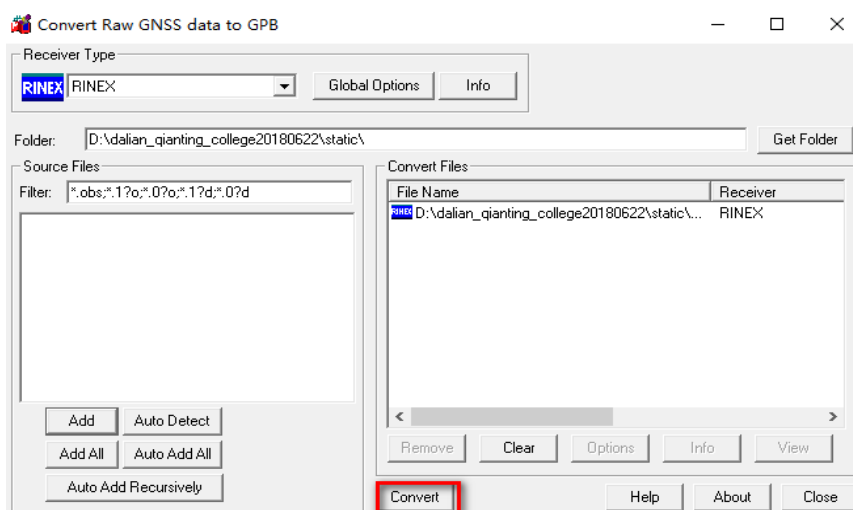 Convert Raw GNSS data to GPB
Receiver Type
RINEX RINEX Global Options Info
Folder: D:\dalian_qianting_college20180622\static\ Get Folder
Source Files
Filter: *.obs;*.1?o;*.0?o;*.1?d;*.0?d
Convert Files
File Name Receiver
RINEX D:\dalian_qianting_college20180622\static\... RINEX
Add Auto Detect
Add All Auto Add All
Auto Add Recursively
Remove Clear Options Info View
Convert Help About Close